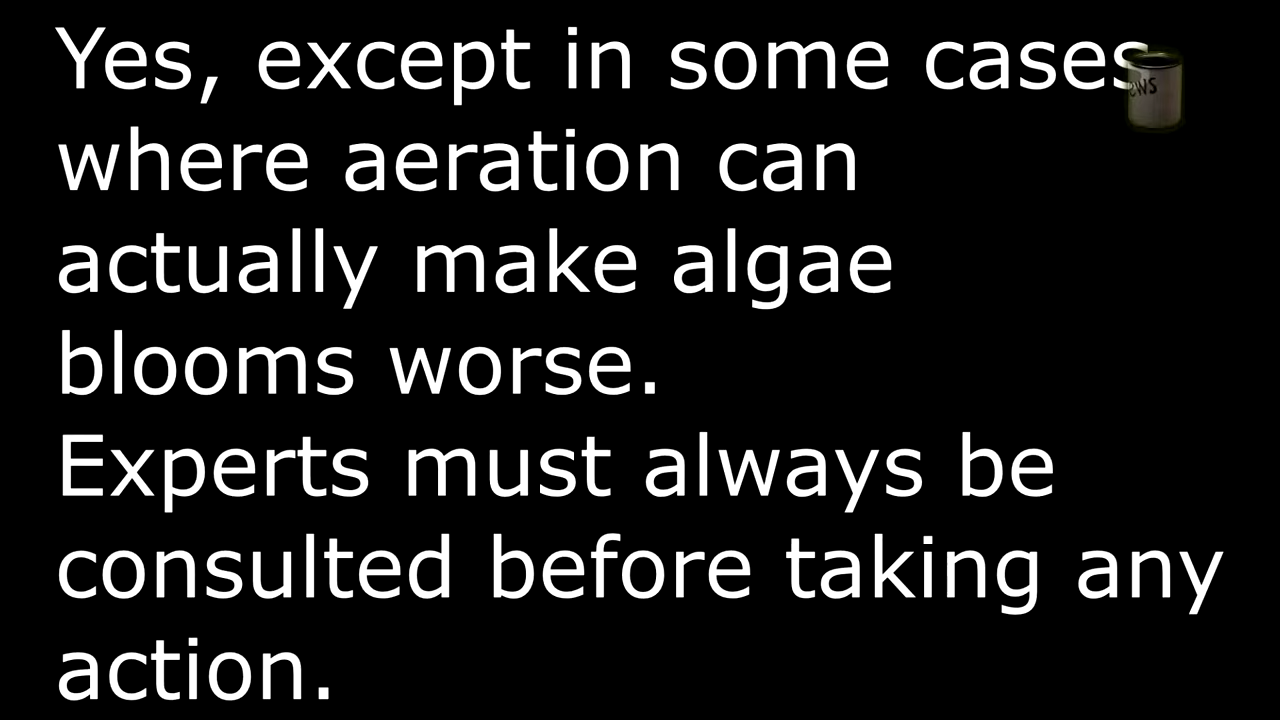 Yes, except in some cases
where aeration can
actually make algae
blooms worse.
Experts must always be
consulted before taking any
action.